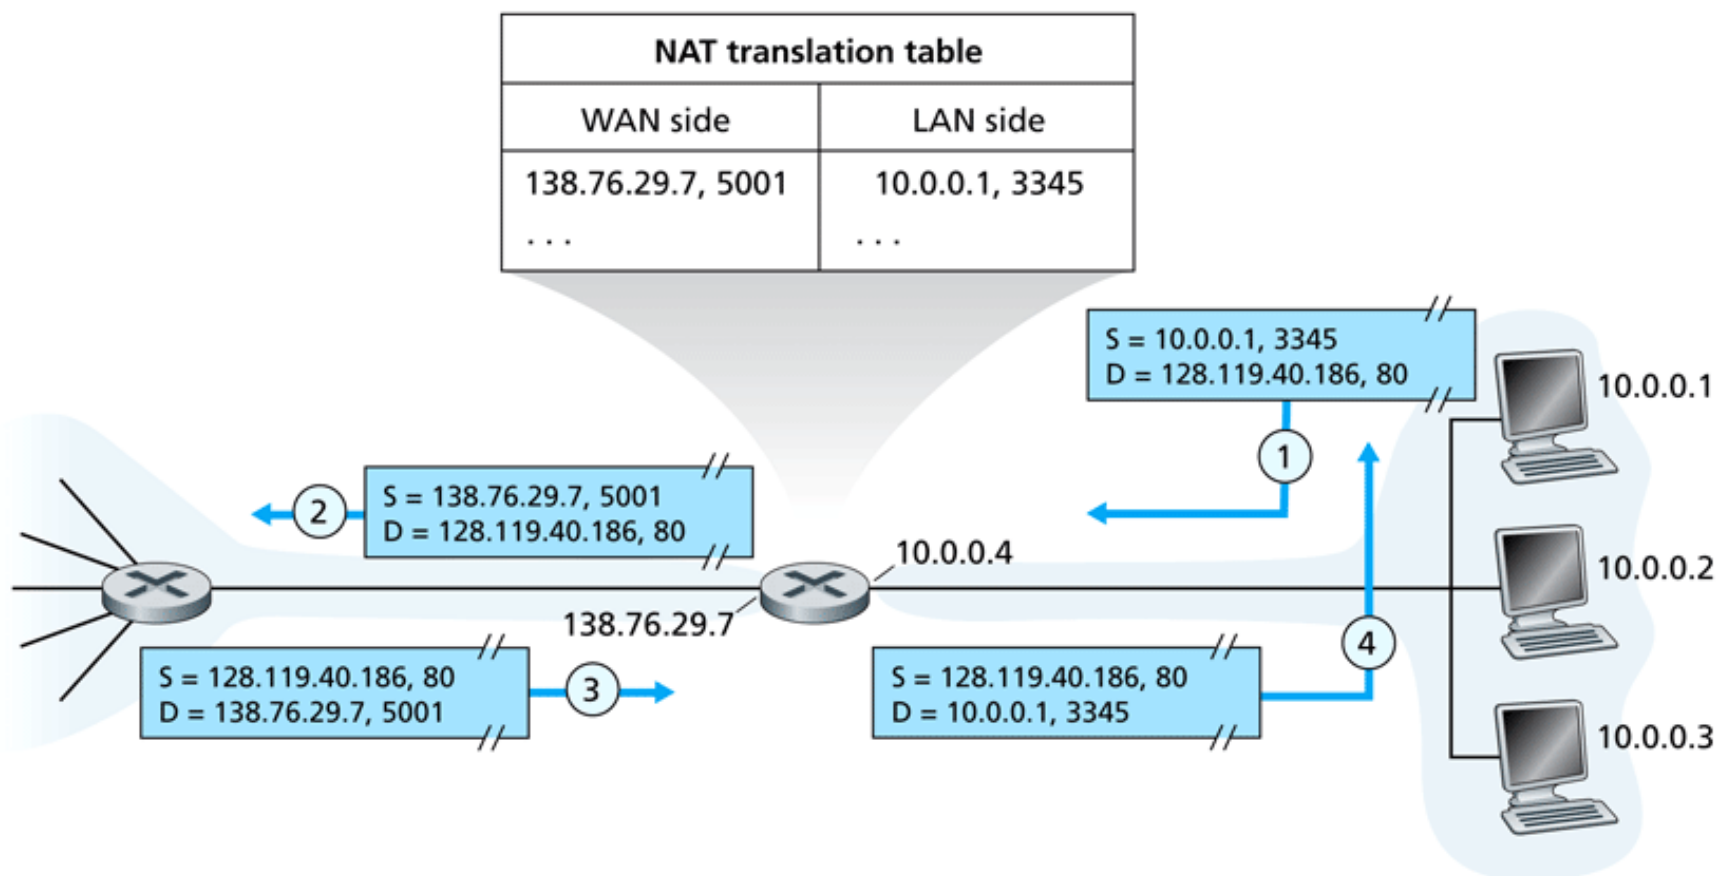 NAT translation table
WAN side LAN side
138.76.29.7, 5001 10.0.0.1, 3345
. . . . . .
S = 10.0.0.1, 3345
D = 128.119.40.186, 80
10.0.0.1
1
S = 138.76.29.7, 5001
D = 128.119.40.186, 80
2
10.0.0.4
10.0.0.2
138.76.29.7
S = 128.119.40.186, 80
D = 138.76.29.7, 5001
3
S = 128.119.40.186, 80
D = 10.0.0.1, 3345
4
10.0.0.3